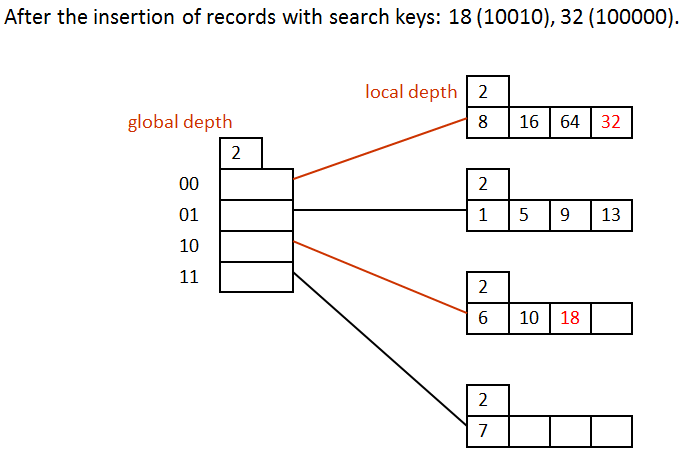 After the insertion of records with search keys: 18 (10010), 32 (100000).
local depth 2
8 16 64 32
global depth
2
00
2
01
1 5 9 13
10
11
2
6 10 18
2
7